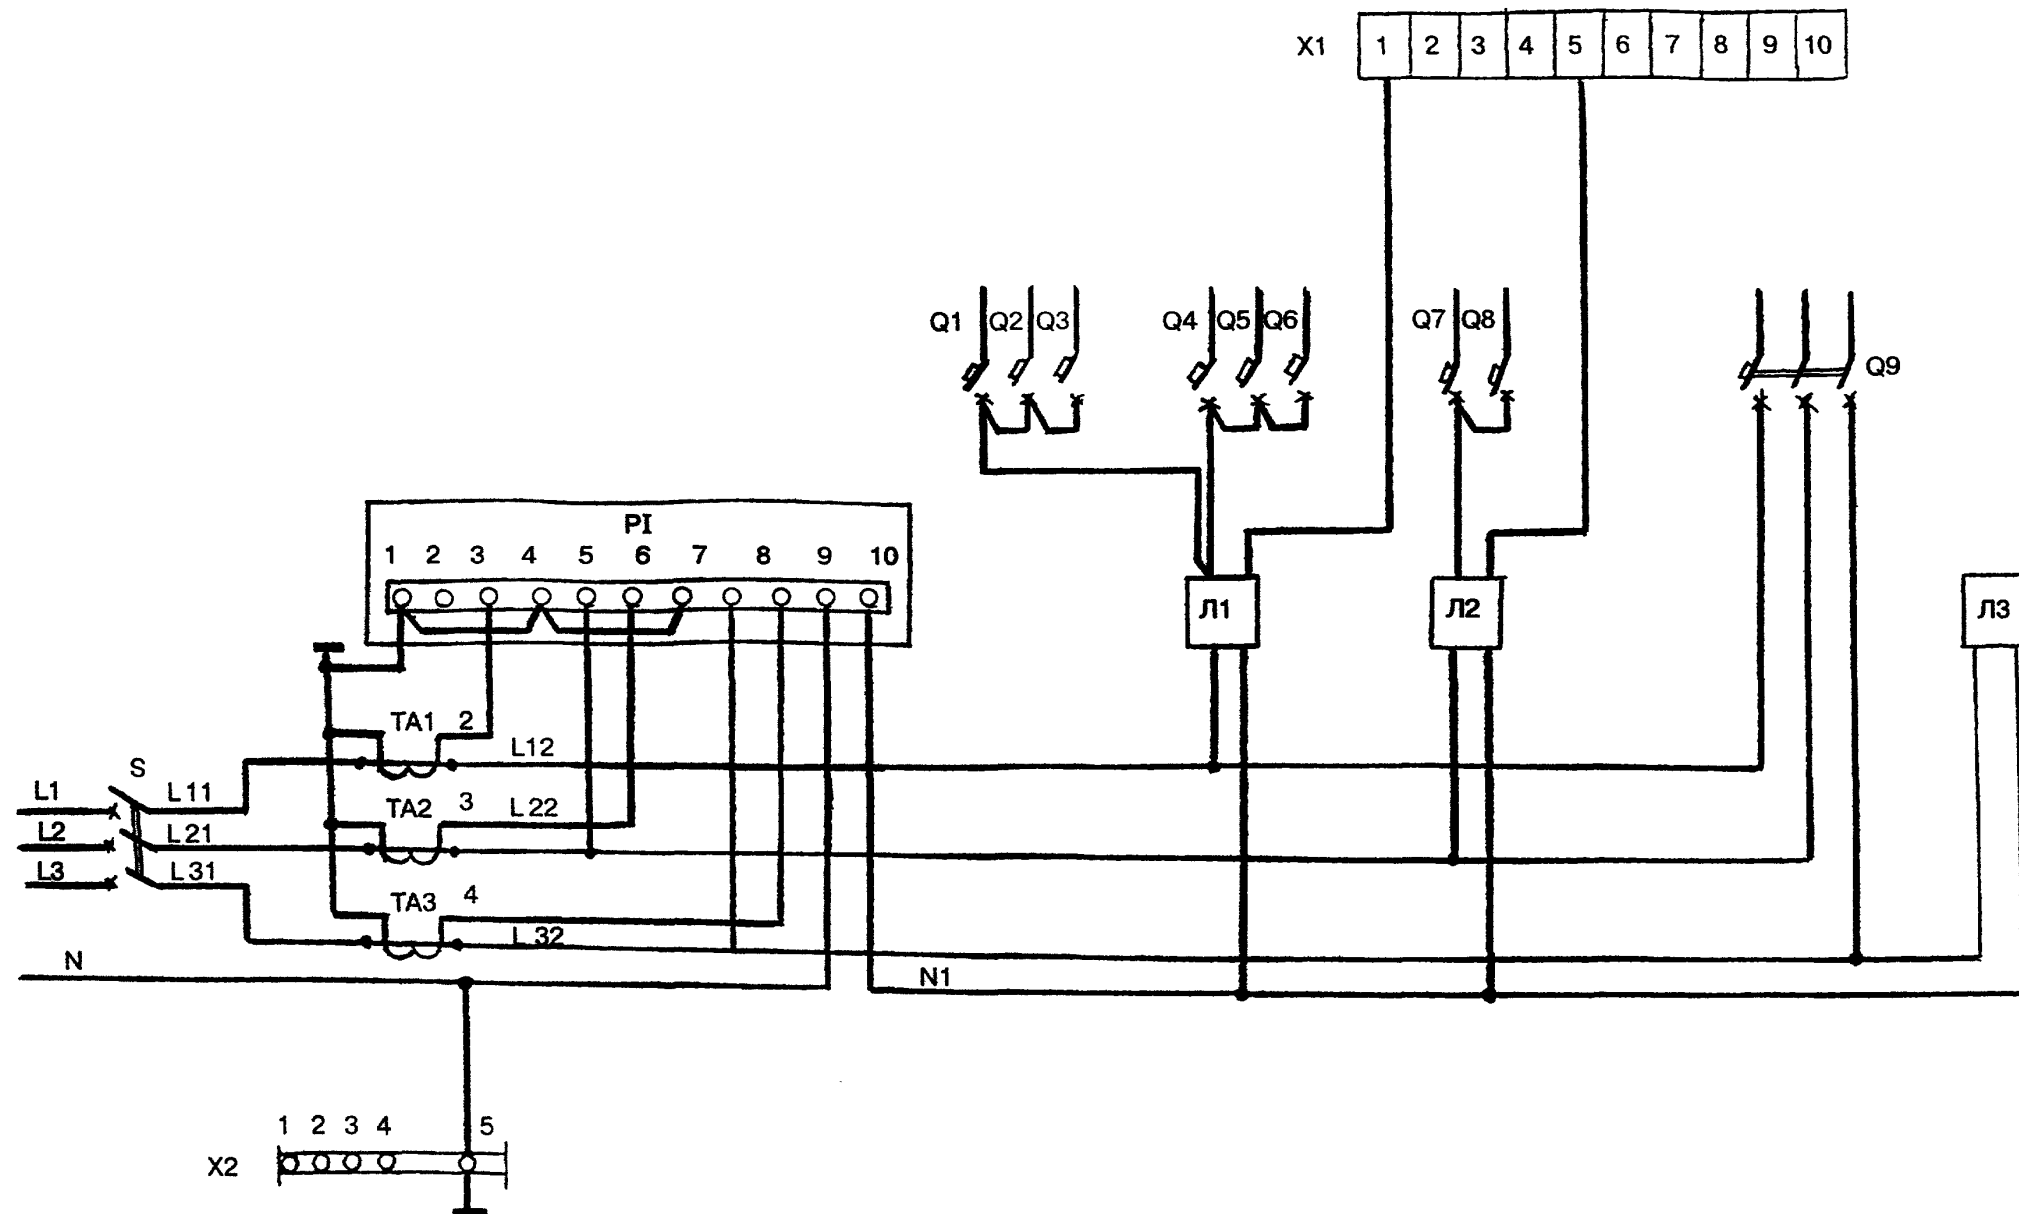 X1 1 2 3 4 5 6 7 8 9 10
Q1 Q2 Q3 Q4 Q5 Q6 Q7 Q8
Q9
PI
1 2 3 4 5 6 7 8 9 10
Л1 Л2 Л3
TA1 2
L12
S
L1 L11
TA2 3 L22
L2 L21
L3 L31
TA3 4
L32
N
N1
1 2 3 4 5
X2